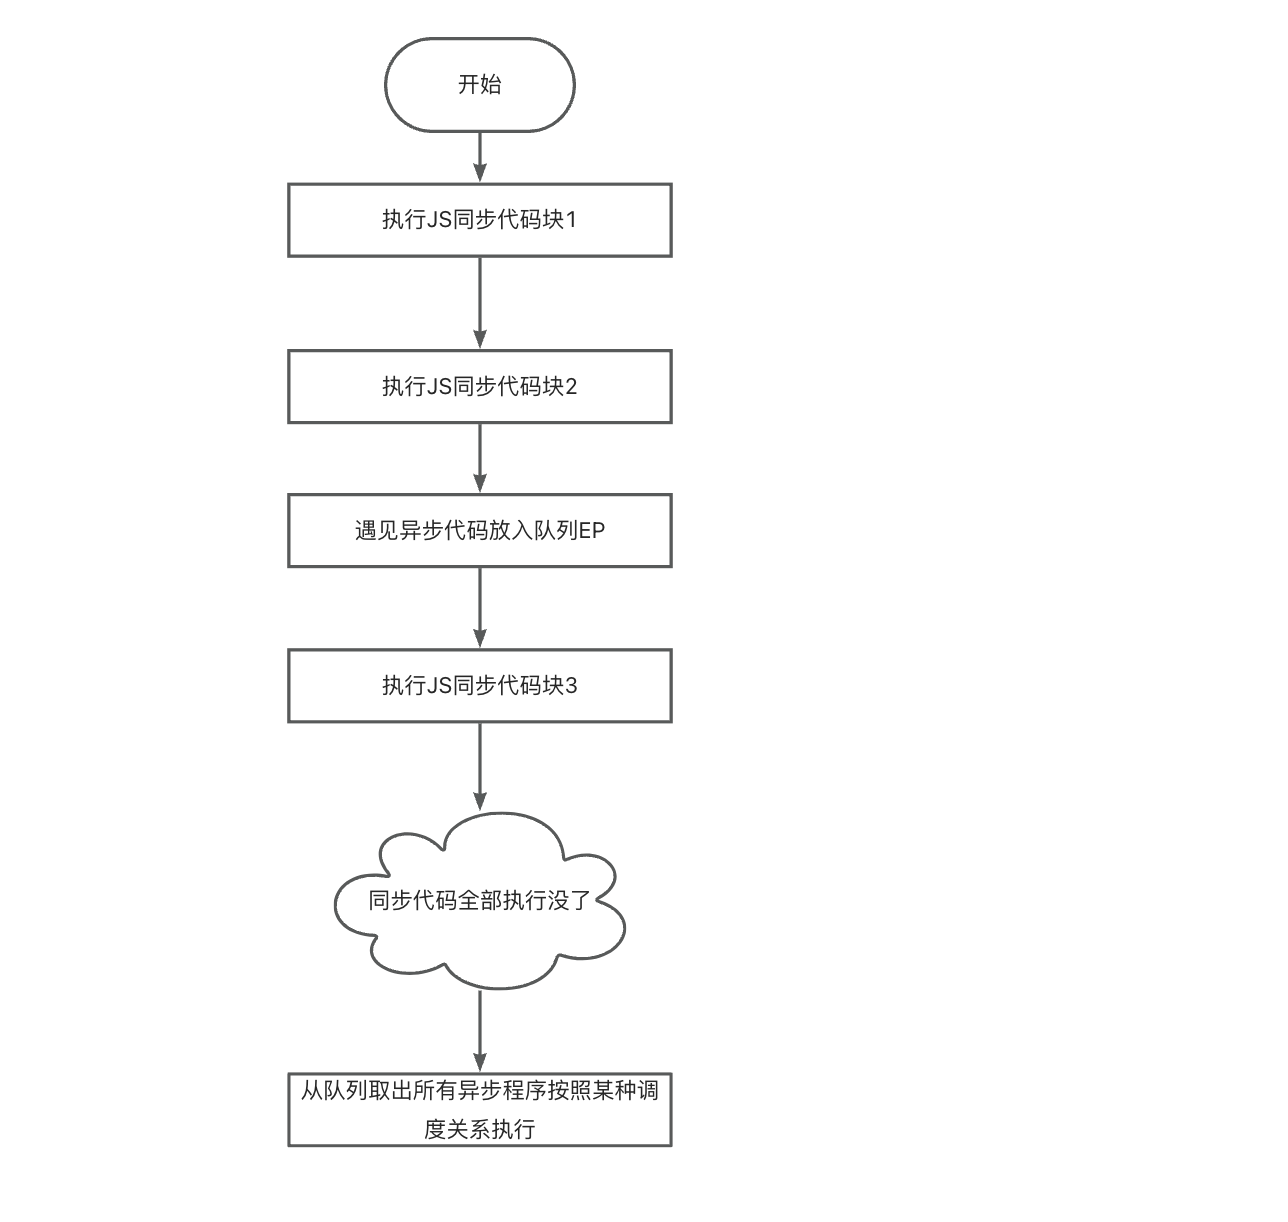 开始
执行JS同步代码块1
执行JS同步代码块2
遇见异步代码放入队列EP
执行JS同步代码块3
同步代码全部执行没了
从队列取出所有异步程序按照某种调
度关系执行